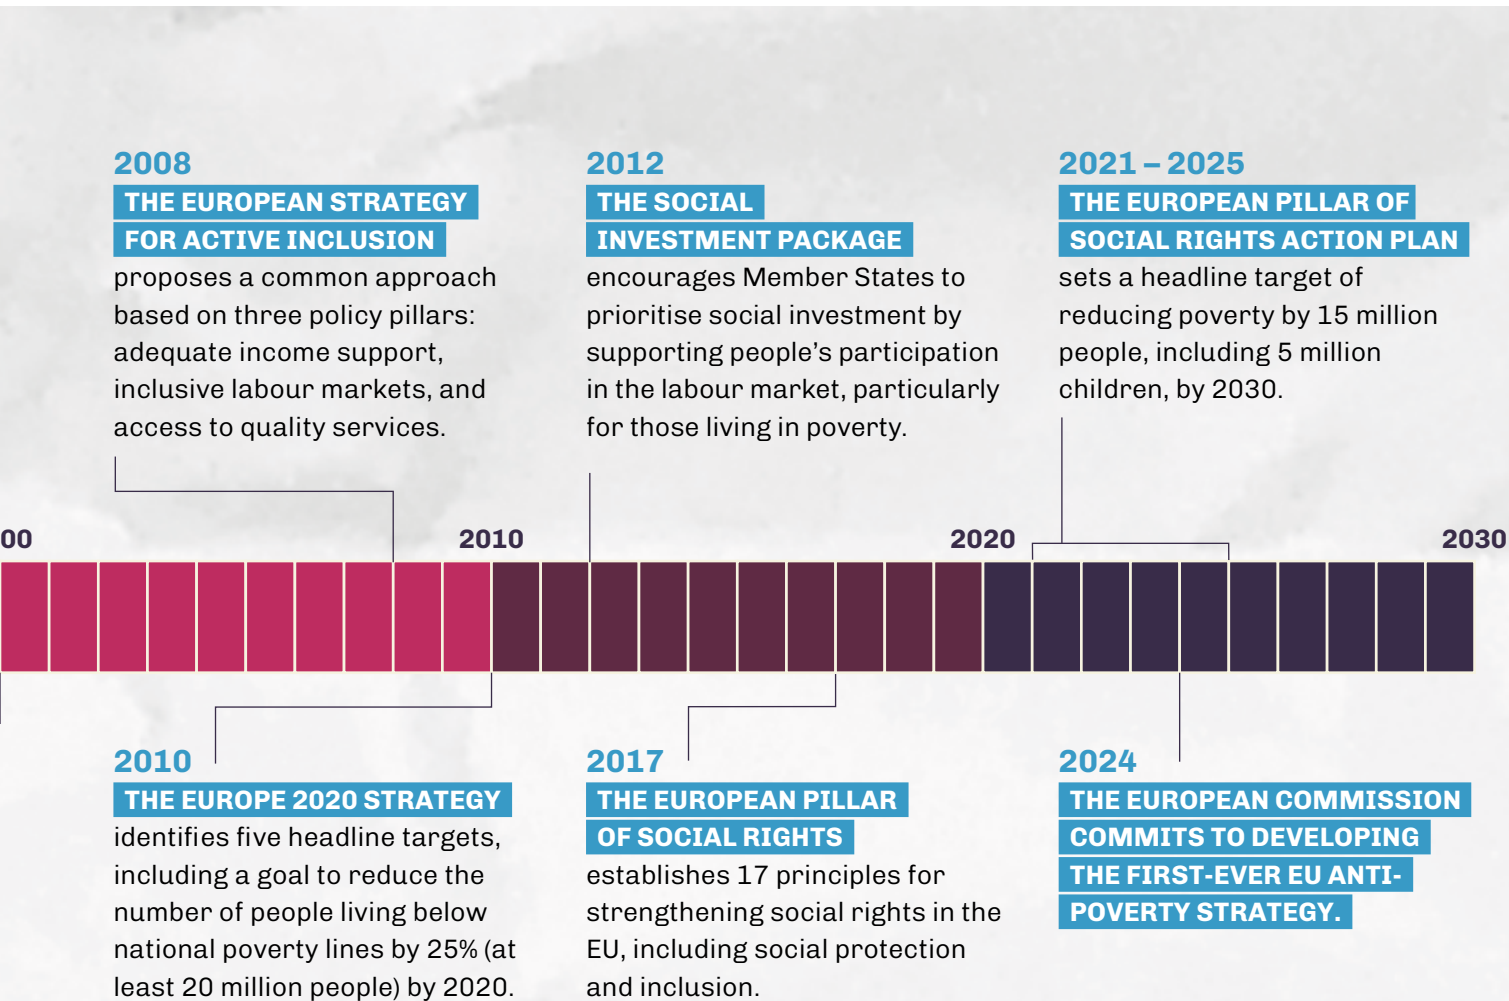 2008
THE EUROPEAN STRATEGY
FOR ACTIVE INCLUSION
proposes a common approach
based on three policy pillars:
adequate income support,
inclusive labour markets, and
access to quality services.
2012
THE SOCIAL
INVESTMENT PACKAGE
encourages Member States to
prioritise social investment by
supporting people’s participation
in the labour market, particularly
for those living in poverty.
2021 – 2025
THE EUROPEAN PILLAR OF
SOCIAL RIGHTS ACTION PLAN
sets a headline target of
reducing poverty by 15 million
people, including 5 million
children, by 2030.
00
2010
2020
2030
2010
THE EUROPE 2020 STRATEGY
identifies five headline targets,
including a goal to reduce the
number of people living below
national poverty lines by 25% (at
least 20 million people) by 2020.
2017
THE EUROPEAN PILLAR
OF SOCIAL RIGHTS
establishes 17 principles for
strengthening social rights in the
EU, including social protection
and inclusion.
2024
THE EUROPEAN COMMISSION
COMMITS TO DEVELOPING
THE FIRST-EVER EU ANTI-
POVERTY STRATEGY.